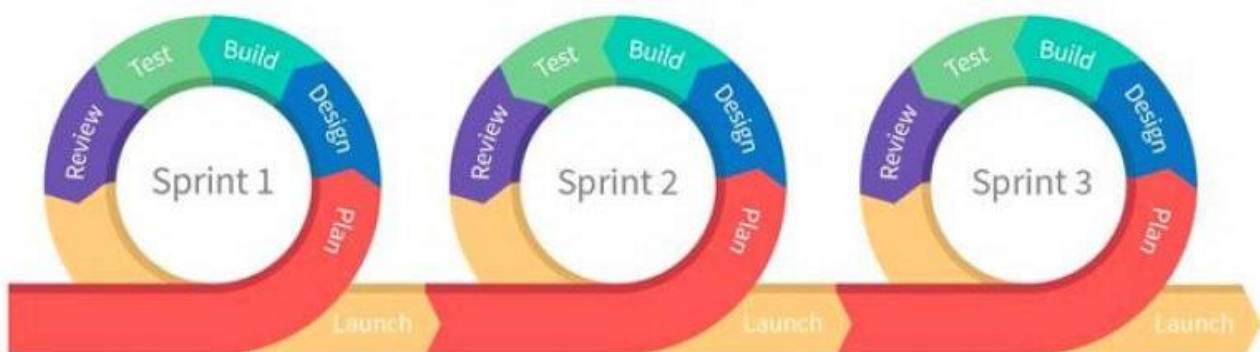 Test
Build
Design
Review
Sprint 1
Plan
Launch
Test
Build
Design
Review
Sprint 2
Plan
Launch
Test
Build
Design
Review
Sprint 3
Plan
Launch